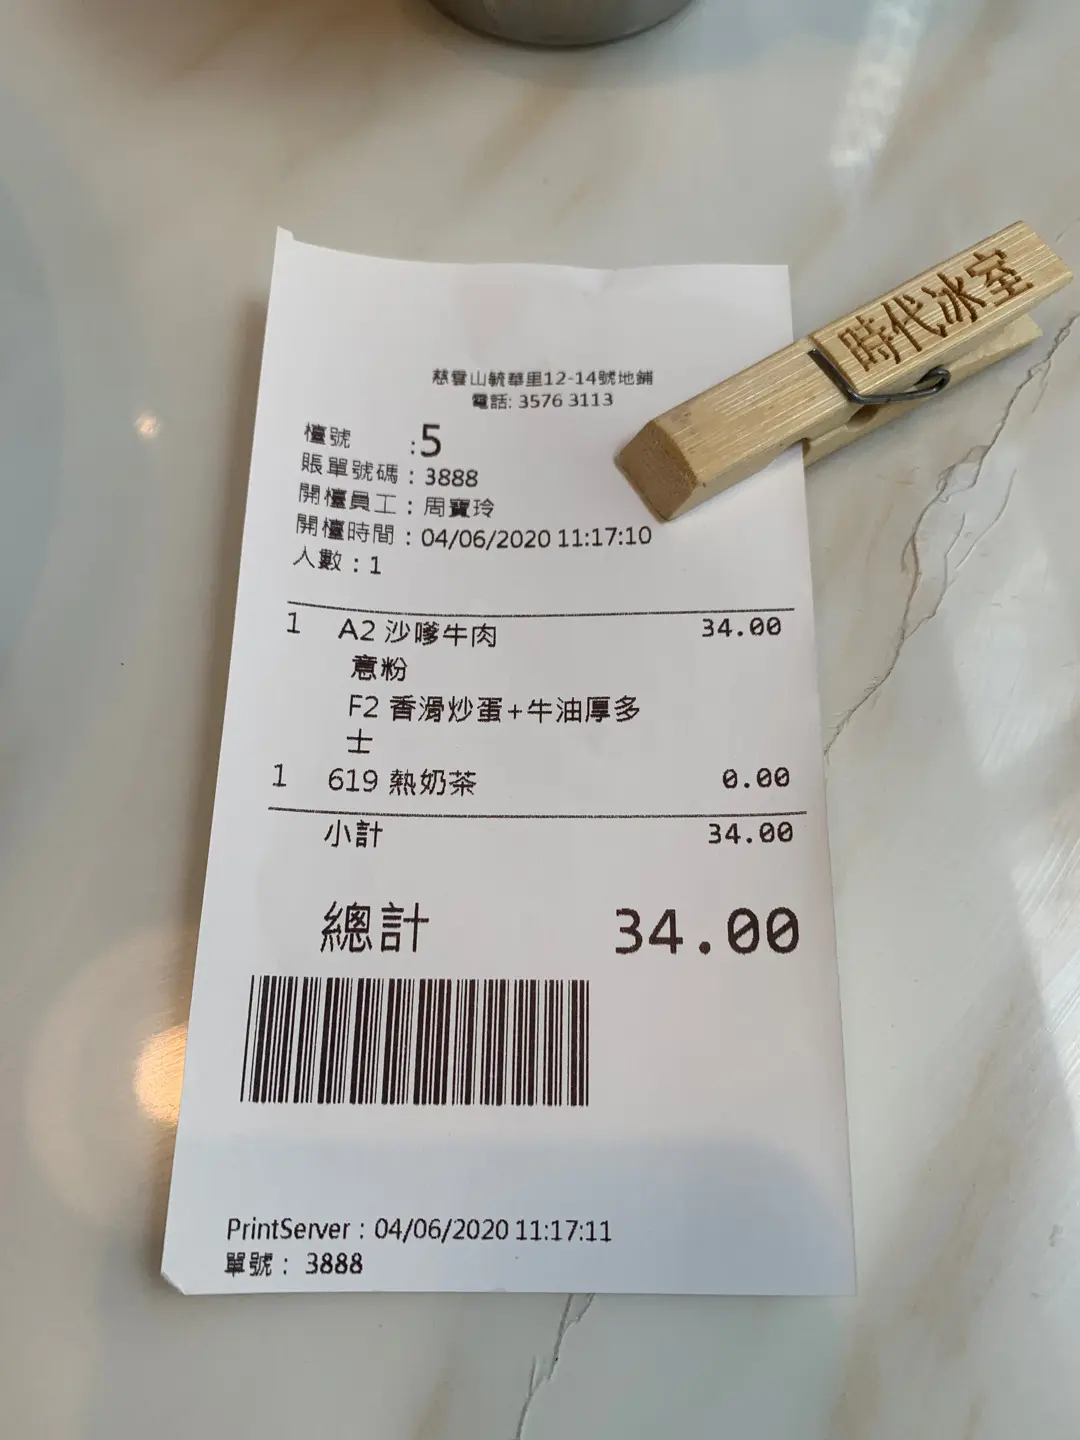 時代冰室
慈雲山毓華里12-14號地鋪
電話: 3576 3113
檯號 :5
賬單號碼 : 3888
開檯員工 : 周寶玲
開檯時間 : 04/06/2020 11:17:10
人數 : 1
1 A2 沙嗲牛肉 34.00
意粉
F2 香滑炒蛋+牛油厚多
士
1 619 熱奶茶 0.00
小計 34.00
總計 34.00
PrintServer : 04/06/2020 11:17:11
單號 : 3888